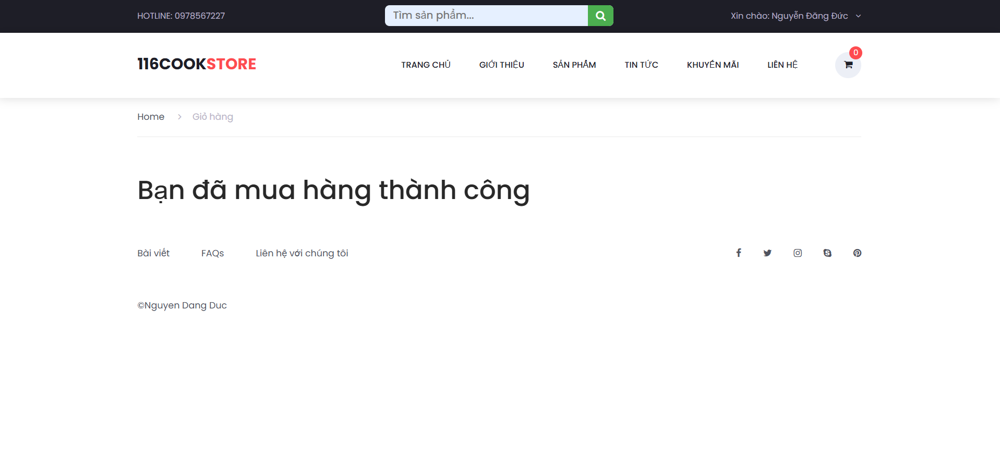 HOTLINE: 0978567227
Tìm sản phẩm...
Xin chào: Nguyễn Đăng Đức
116COOKSTORE
TRANG CHỦ GIỚI THIỆU SẢN PHẨM TIN TỨC KHUYẾN MÃI LIÊN HỆ
0
Home Giỏ hàng
Bạn đã mua hàng thành công
Bài viết FAQs Liên hệ với chúng tôi
©Nguyen Dang Duc